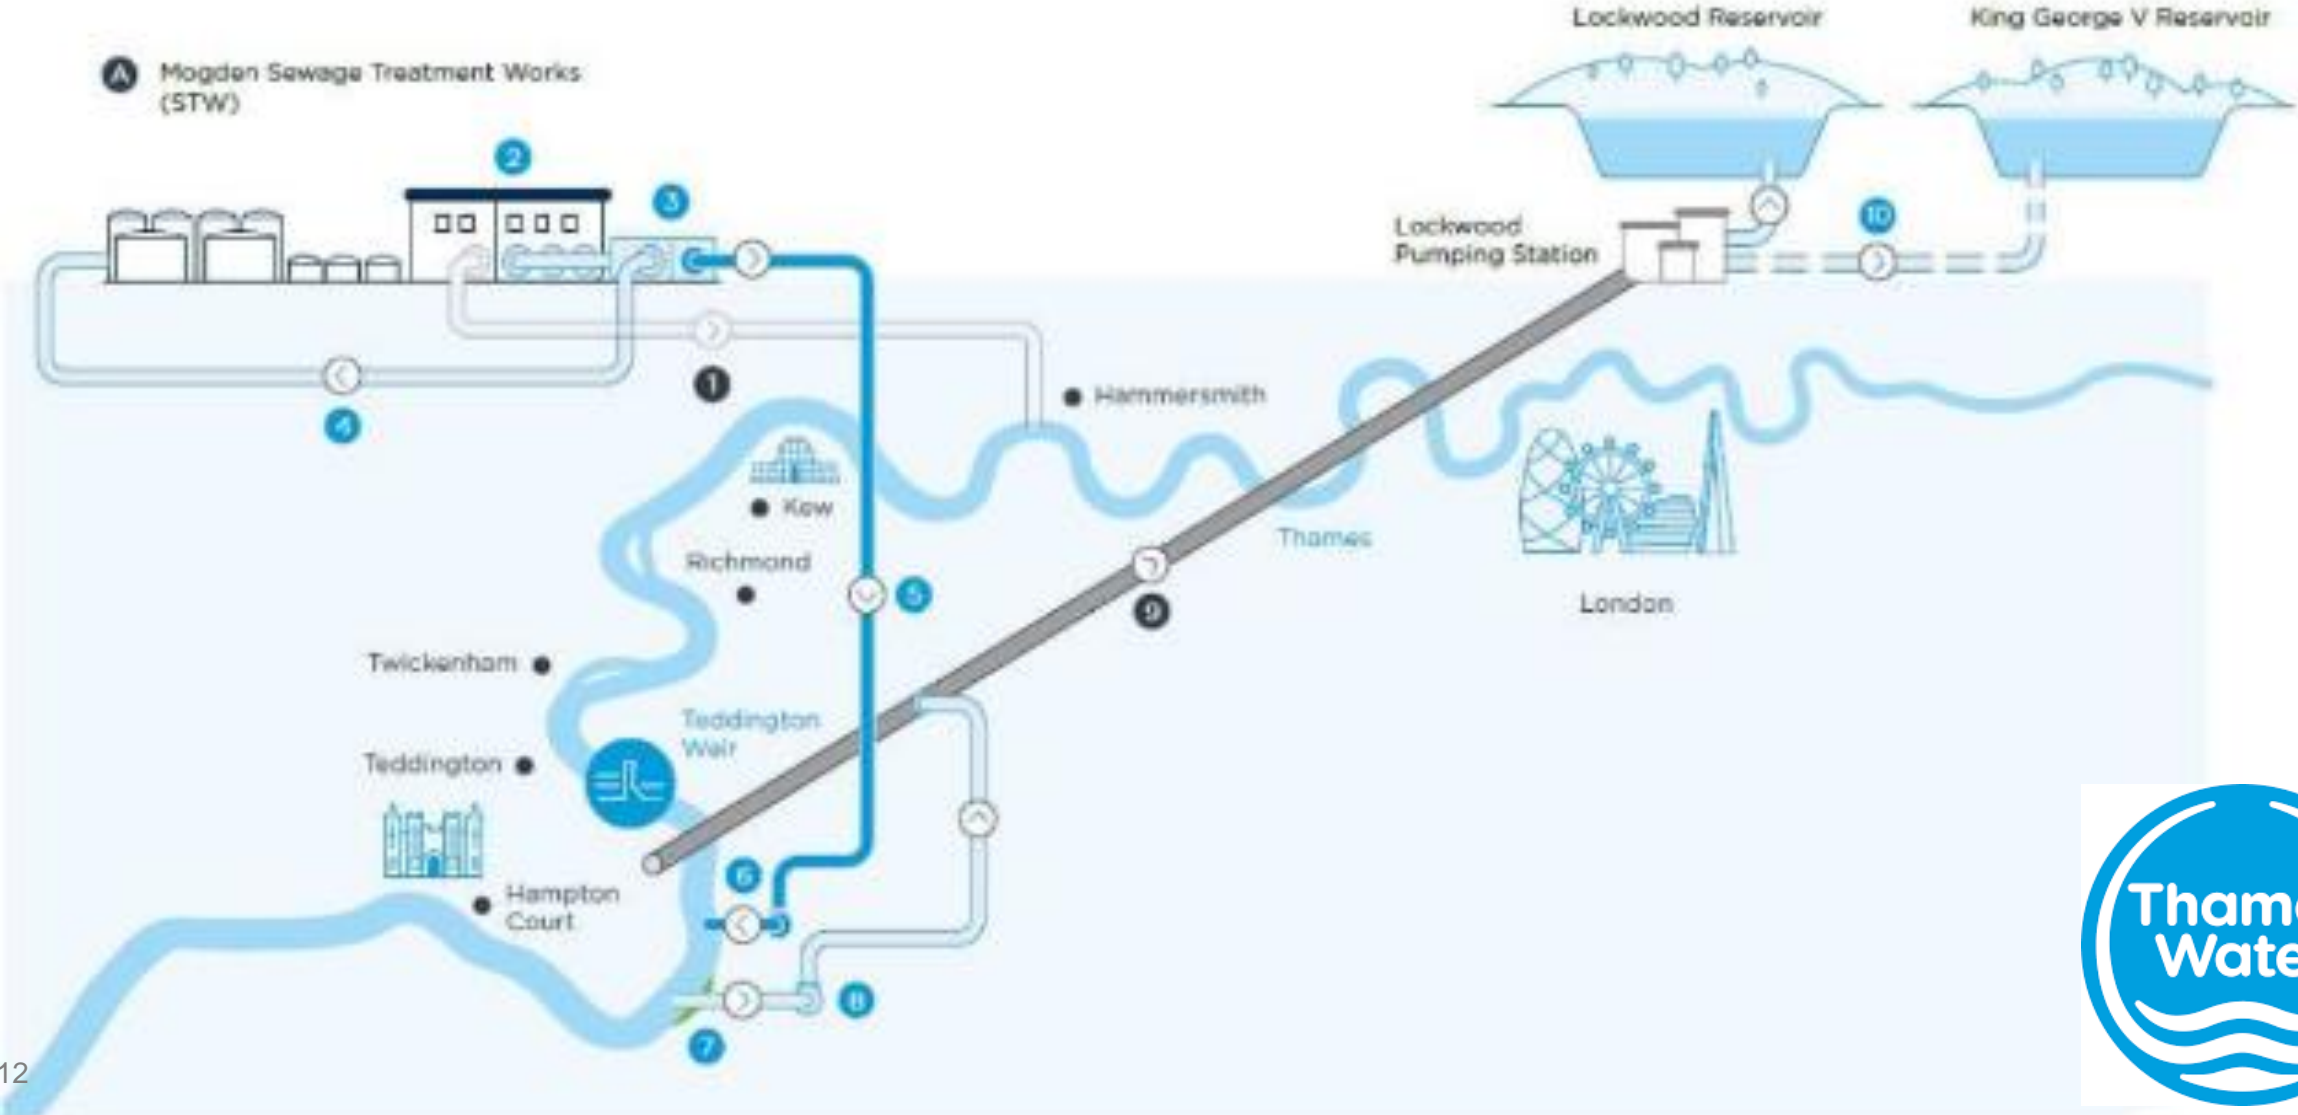 Lockwood Reservoir
King George V Reservoir
A
Mogden Sewage Treatment Works
(STW)
2
3
10
Lockwood
Pumping Station
1
4
Hammersmith
Kew
Thames
Richmond
5
9
London
Twickenham
Teddington
Weir
Teddington
6
Hampton
Court
8
7
Thame
Wate
12